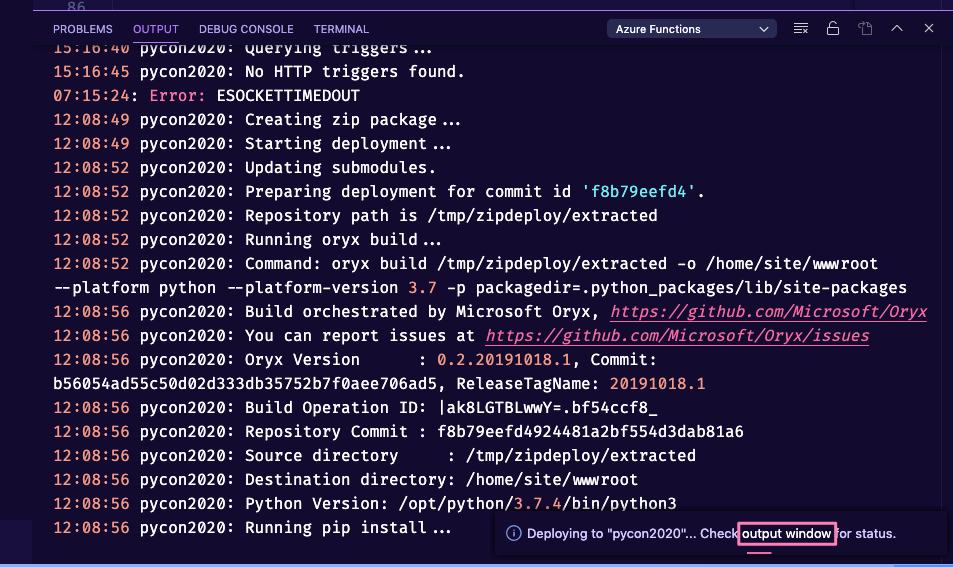 86
PROBLEMS OUTPUT DEBUG CONSOLE TERMINAL Azure Functions
15:16:40 pycon2020: Querying triggers...
15:16:45 pycon2020: No HTTP triggers found.
07:15:24: Error: ESOCKETTIMEDOUT
12:08:49 pycon2020: Creating zip package...
12:08:49 pycon2020: Starting deployment...
12:08:52 pycon2020: Updating submodules.
12:08:52 pycon2020: Preparing deployment for commit id 'f8b79eefd4'.
12:08:52 pycon2020: Repository path is /tmp/zipdeploy/extracted
12:08:52 pycon2020: Running oryx build...
12:08:52 pycon2020: Command: oryx build /tmp/zipdeploy/extracted -o /home/site/wwwroot
--platform python --platform-version 3.7 -p packagedir=.python_packages/lib/site-packages
12:08:56 pycon2020: Build orchestrated by Microsoft Oryx, https://github.com/Microsoft/Oryx
12:08:56 pycon2020: You can report issues at https://github.com/Microsoft/Oryx/issues
12:08:56 pycon2020: Oryx Version : 0.2.20191018.1, Commit:
b56054ad55c50d02d333db35752b7f0aee706ad5, ReleaseTagName: 20191018.1
12:08:56 pycon2020: Build Operation ID: |ak8LGTBLwwY=.bf54ccf8_
12:08:56 pycon2020: Repository Commit : f8b79eefd4924481a2bf554d3dab81a6
12:08:56 pycon2020: Source directory : /tmp/zipdeploy/extracted
12:08:56 pycon2020: Destination directory: /home/site/wwwroot
12:08:56 pycon2020: Python Version: /opt/python/3.7.4/bin/python3
12:08:56 pycon2020: Running pip install...
Deploying to "pycon2020"... Check output window for status.